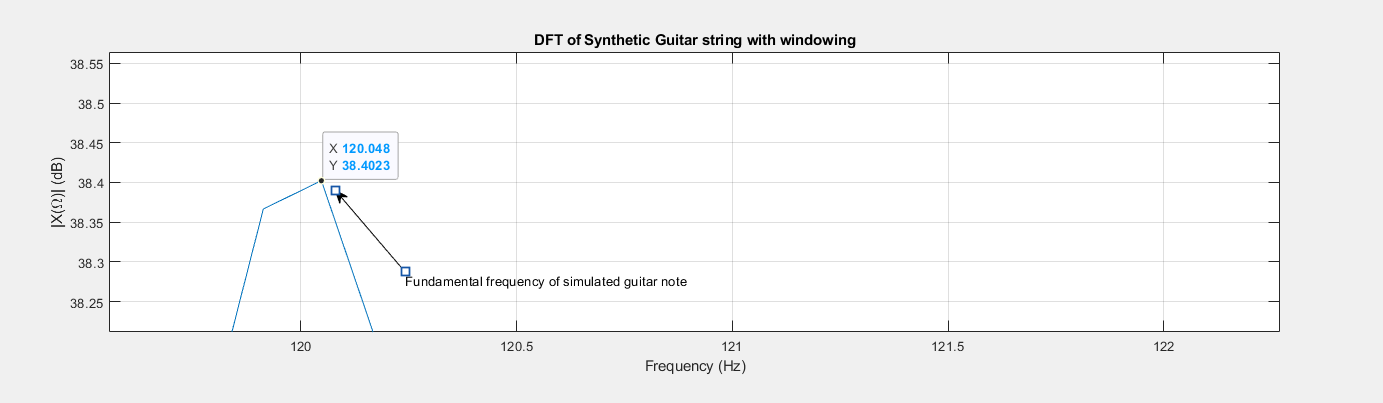 DFT of Synthetic Guitar string with windowing
38.55
38.5
38.45
38.4
38.35
38.3
38.25
|X(Ω)| (dB)
X 120.048
Y 38.4023
Fundamental frequency of simulated guitar note
120
120.5
121
121.5
122
Frequency (Hz)